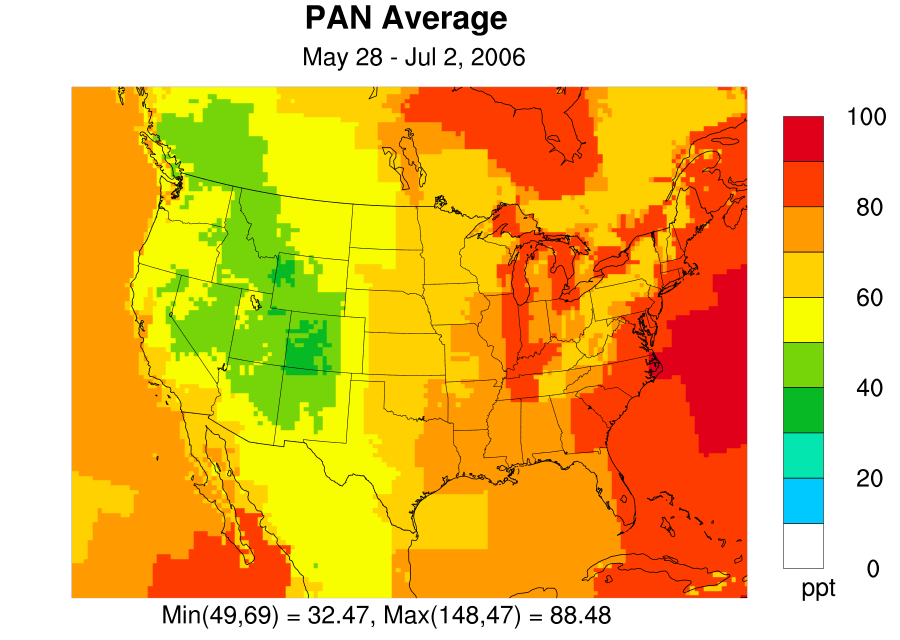 PAN Average
May 28 - Jul 2, 2006
100
80
60
40
20
0
ppt
Min(49,69) = 32.47, Max(148,47) = 88.48